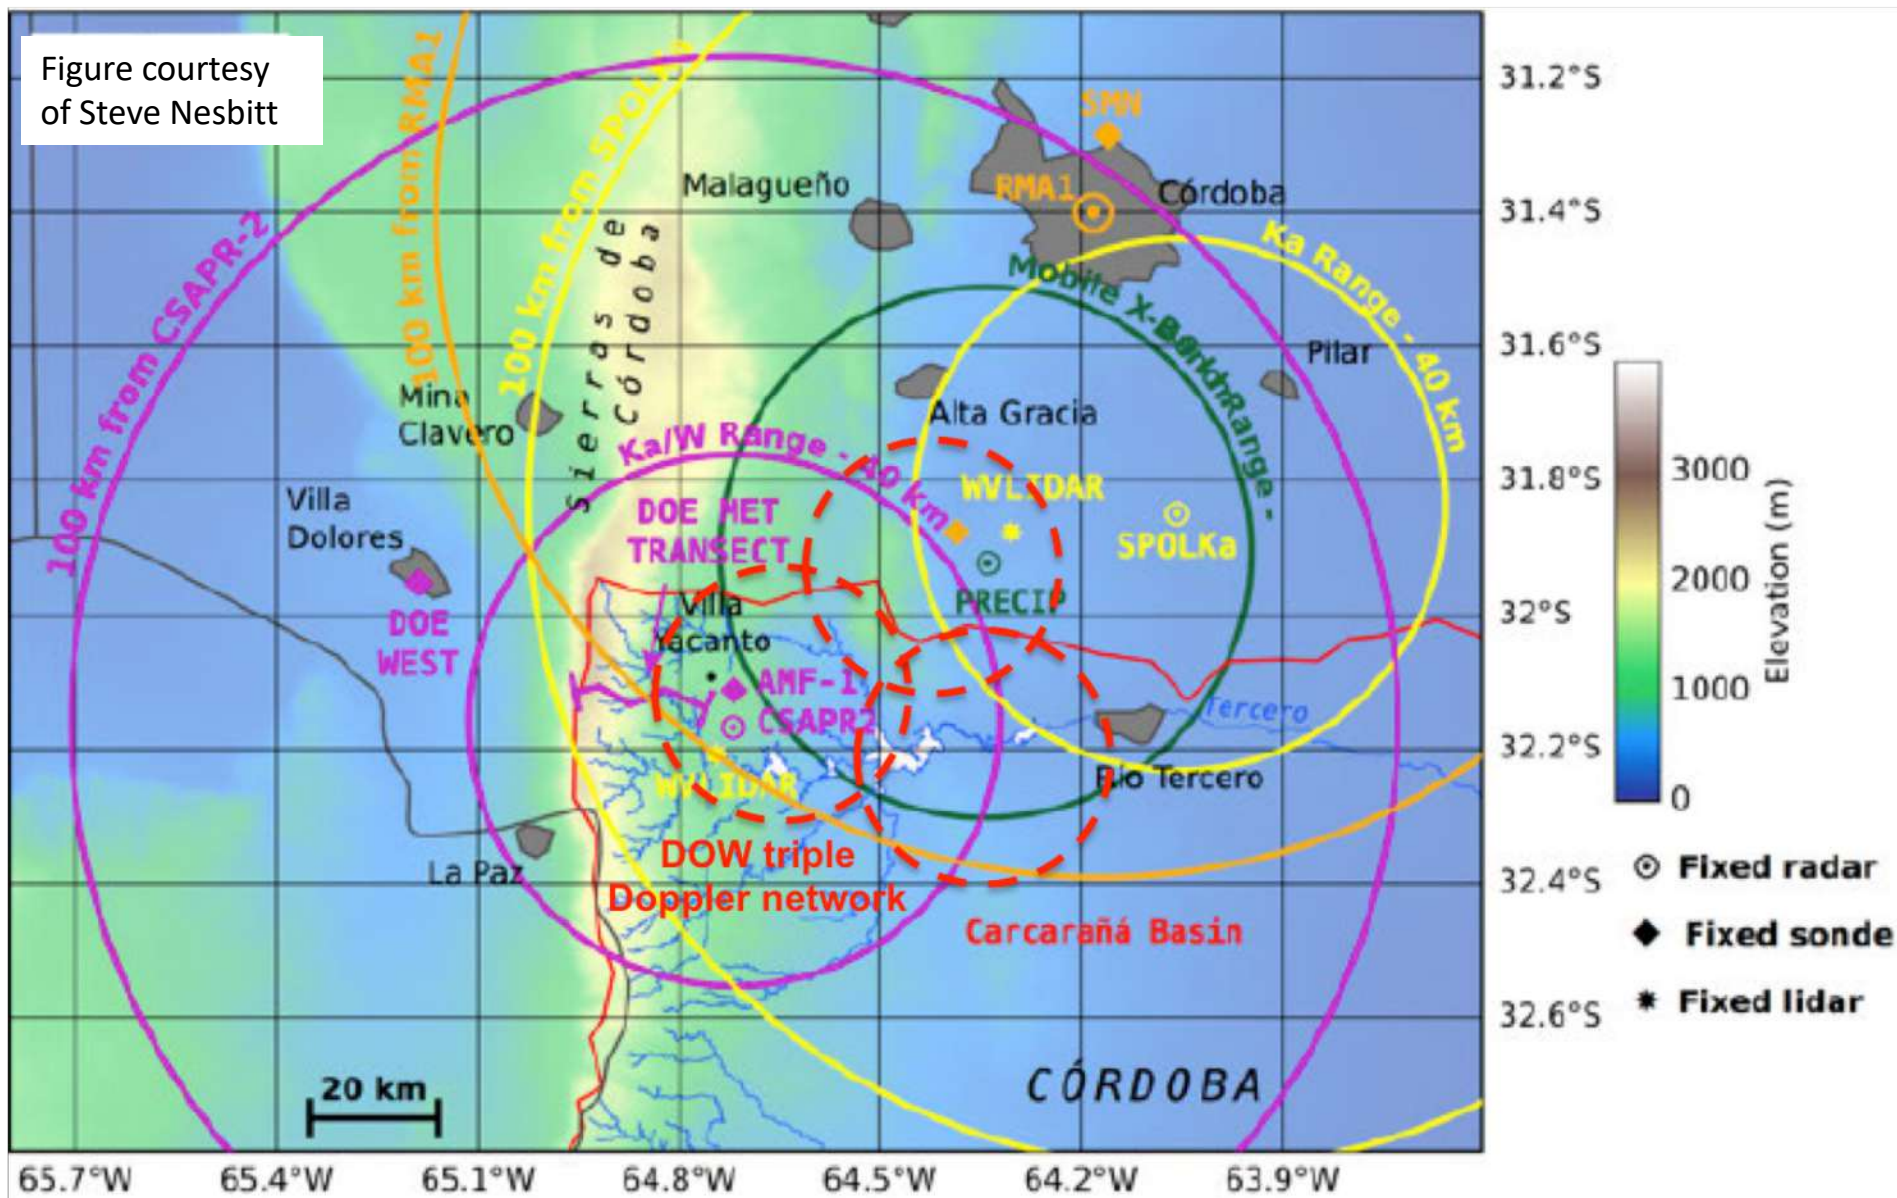 Figure courtesy
of Steve Nesbitt
100 km from CSAPR-2
100 km from RMA1
100 km from SPOLKa
Sierras de
Córdoba
Malagueño
SMN
RMA1
Córdoba
Ka Range - 40 km
Mobile X-Band
Range -
Pilar
Mina
Clavero
Alta Gracia
Ka/W Range - 40 km
Villa
Dolores
DOE MET
TRANSECT
WVLIDAR
SPOLKa
PRECIP
DOE
WEST
Villa
Yacanto
AMF-1
CSAPR2
WVLIDAR
Tercero
Rio Tercero
La Paz
DOW triple
Doppler network
Carcarañá Basin
CÓRDOBA
20 km
31.2°S
31.4°S
31.6°S
31.8°S
32°S
32.2°S
32.4°S
32.6°S
65.7°W
65.4°W
65.1°W
64.8°W
64.5°W
64.2°W
63.9°W
3000
2000
1000
0
Elevation (m)
Fixed radar
Fixed sonde
Fixed lidar